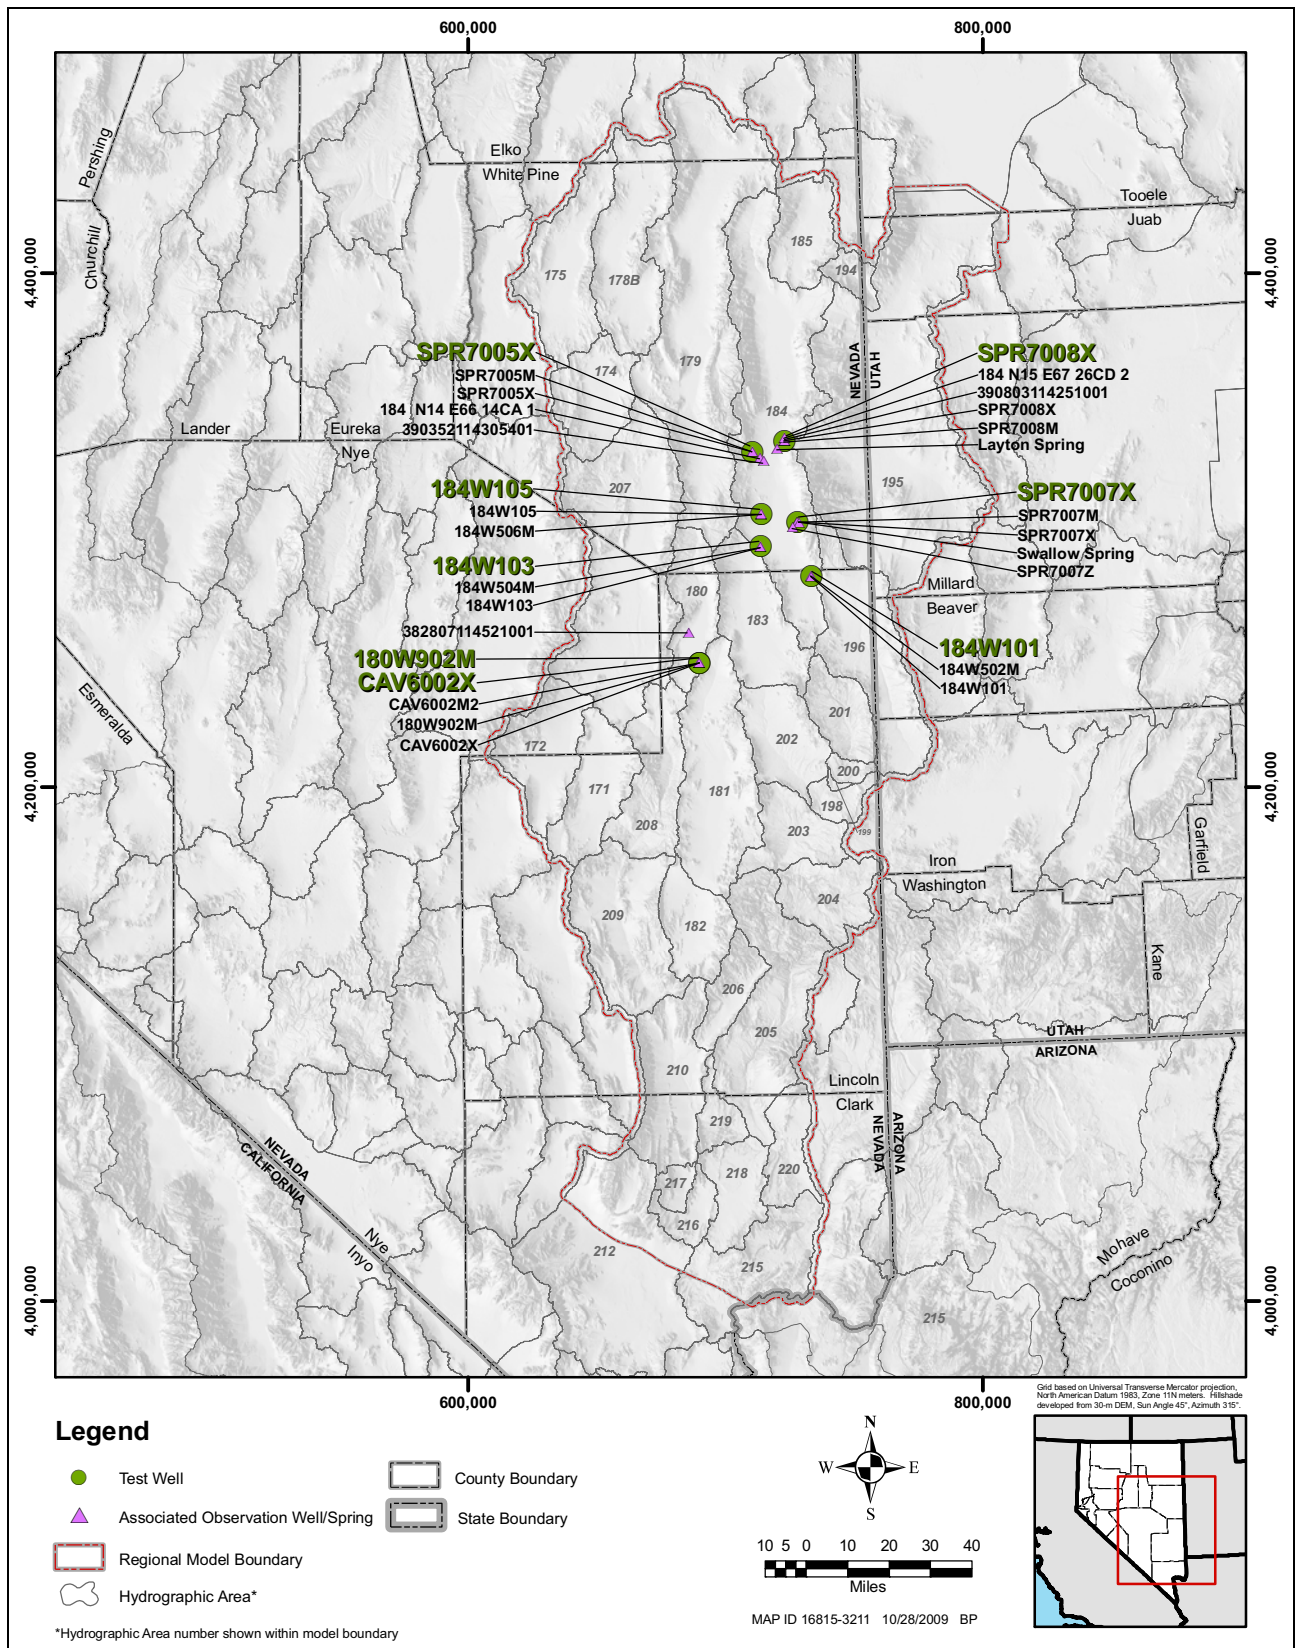 600,000
800,000
Pershing
Elko
White Pine
Tooele
Juab
Churchill
185
194
175
178B
4,400,000
4,400,000
SPR7005X
SPR7005M
SPR7005X
184 N14 E66 14CA 1
390352114305401
174
179
184
NEVADA
UTAH
SPR7008X
184 N15 E67 26CD 2
390803114251001
SPR7008X
SPR7008M
Layton Spring
Lander
Eureka
Nye
184W105
184W105
184W506M
207
195
SPR7007X
SPR7007M
SPR7007X
Swallow Spring
SPR7007Z
184W103
184W504M
184W103
Millard
Beaver
180
183
382807114521001
196
184W101
184W502M
184W101
180W902M
CAV6002X
CAV6002M2
180W902M
CAV6002X
Esmeralda
172
201
202
200
171
181
198
199
203
208
4,200,000
4,200,000
Garfield
Iron
Washington
204
209
182
Kane
206
205
UTAH
ARIZONA
210
Lincoln
Clark
219
NEVADA
ARIZONA
NEVADA
CALIFORNIA
217
218
220
216
Nye
Inyo
212
215
215
Mohave
Coconino
4,000,000
4,000,000
600,000
800,000
Grid based on Universal Transverse Mercator projection,
North American Datum 1983, Zone 11N meters. Hillshade
developed from 30-m DEM, Sun Angle 45°, Azimuth 315°.
Legend
Test Well
Associated Observation Well/Spring
Regional Model Boundary
Hydrographic Area*
County Boundary
State Boundary
*Hydrographic Area number shown within model boundary
N
W
E
S
10 5 0 10 20 30 40
Miles
MAP ID 16815-3211 10/28/2009 BP